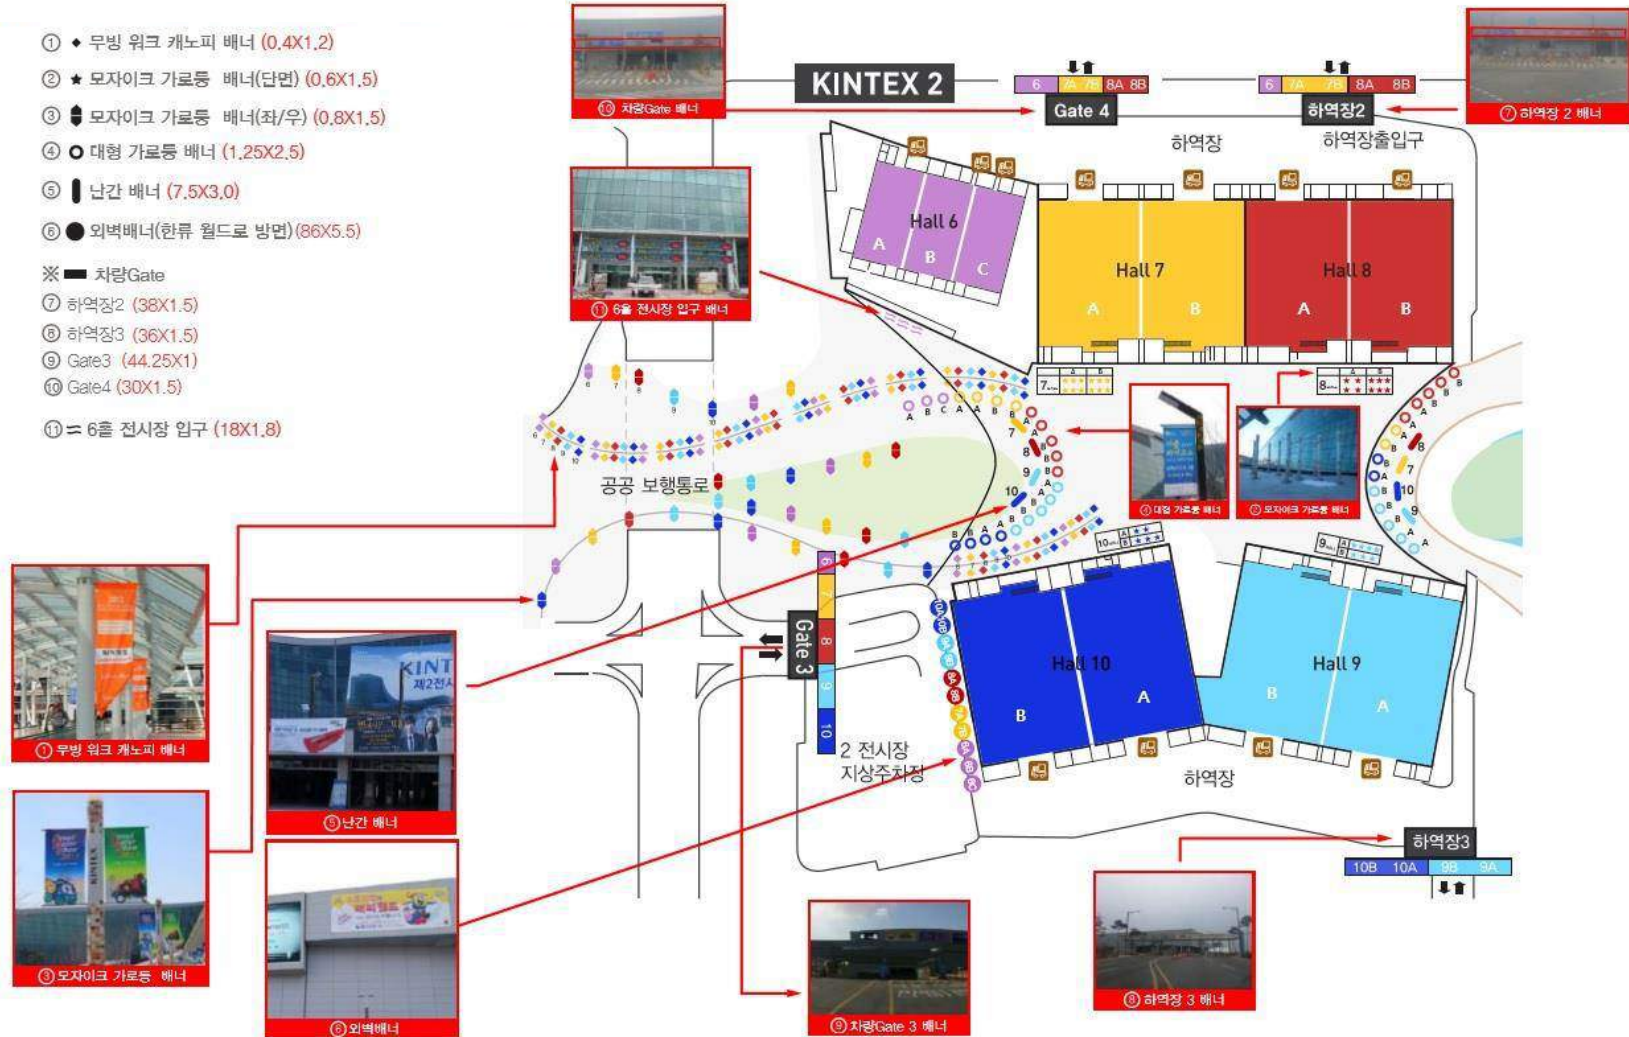 ① ◆ 무빙 워크 캐노피 배너 (0.4X1.2)
② ★ 모자이크 가로등 배너(단면) (0.6X1.5)
③ 모자이크 가로등 배너(좌/우) (0.8X1.5)
④ 대형 가로등 배너 (1.25X2.5)
⑤ 난간 배너 (7.5X3.0)
⑥ ● 외벽배너(한류 월드로 방면) (86X5.5)
※ 차량Gate
⑦ 하역장2 (38X1.5)
⑧ 하역장3 (36X1.5)
⑨ Gate3 (44.25X1)
⑩ Gate4 (30X1.5)
⑪ 6홀 전시장 입구 (18X1.8)
⑩ 차량Gate 배너
KINTEX 2
6 7A 7B 8A 8B
Gate 4
6 7A 7B 8A 8B
하역장2
⑦ 하역장 2 배너
하역장
하역장출입구
⑪ 6홀 전시장 입구 배너
Hall 6
A B C
Hall 7
A B
Hall 8
A B
④ 대형 가로등 배너
② 모자이크 가로등 배너
공공 보행통로
Gate 3
6
7
8
9
10
Hall 10
B A
Hall 9
B A
10A 10B 9A 9B 8A 8B 7A 7B 6A 6B 6C
2 전시장
지상주차장
하역장
하역장3
10B 10A 9B 9A
① 무빙 워크 캐노피 배너
③ 모자이크 가로등 배너
KINTEX
⑤ 난간 배너
⑥ 외벽배너
⑨ 차량Gate 3 배너
⑧ 하역장 3 배너